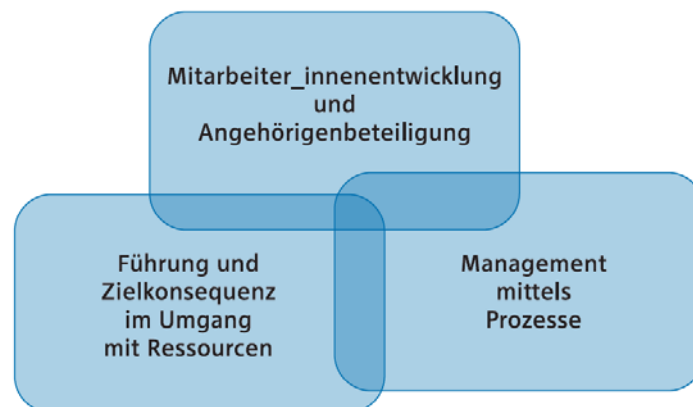 Mitarbeiter_innenentwicklung
und
Angehörigenbeteiligung
Führung und
Zielkonsequenz
im Umgang
mit Ressourcen
Management
mittels
Prozesse